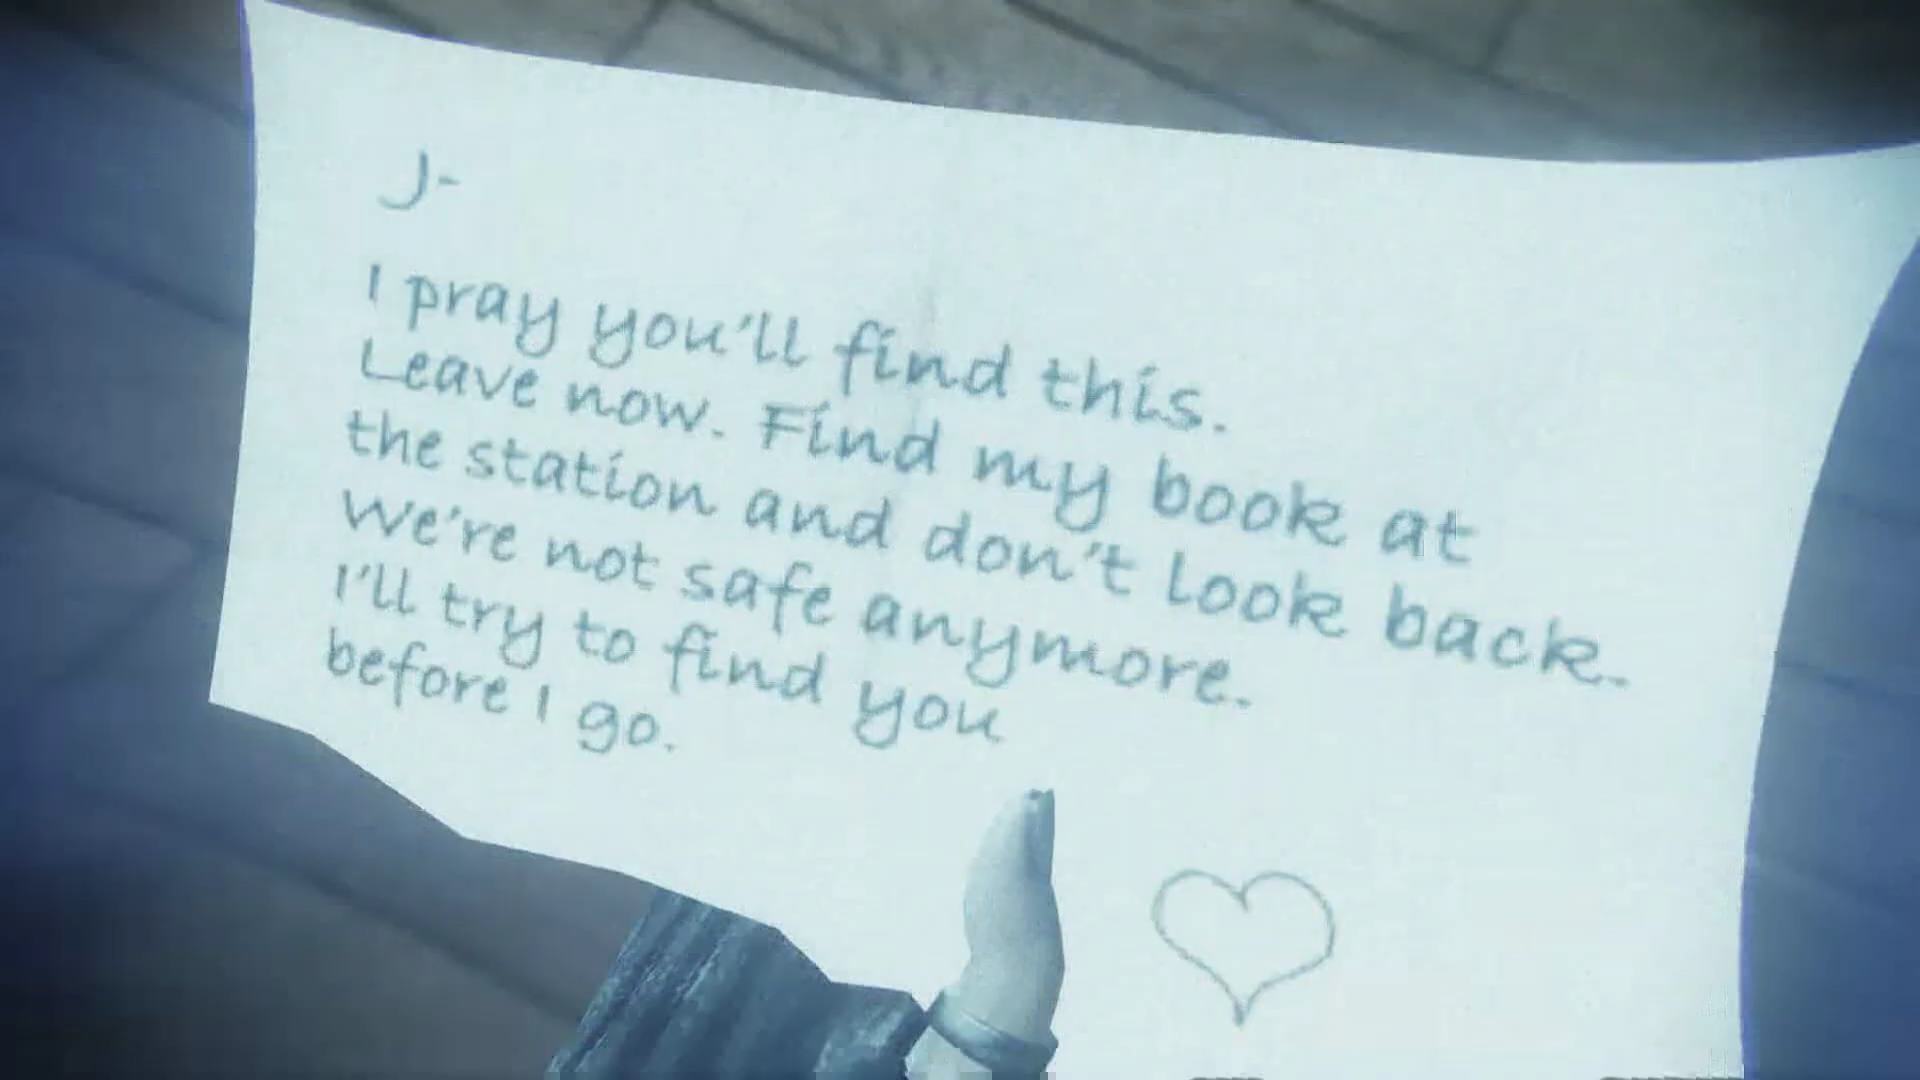 J-
I pray you'll find this.
Leave now. Find my book at
the station and don't look back.
We're not safe anymore.
I'll try to find you
before I go.